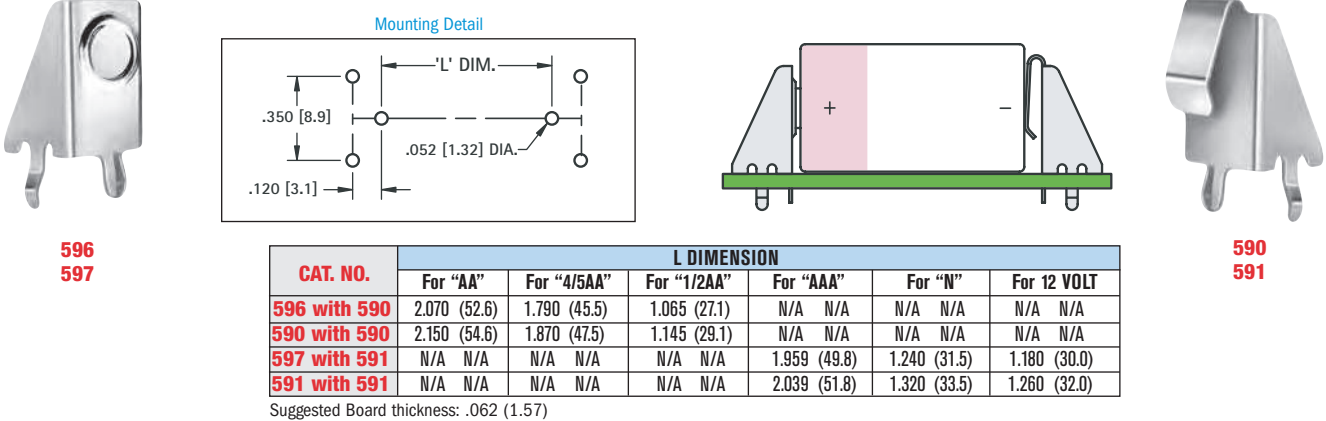 Mounting Detail
'L' DIM.
.350 [8.9]
.052 [1.32] DIA.
.120 [3.1]
+ −
596
597
590
591
CAT. NO. L DIMENSION
For “AA” For “4/5AA” For “1/2AA” For “AAA” For “N” For 12 VOLT
596 with 590 2.070 (52.6) 1.790 (45.5) 1.065 (27.1) N/A N/A N/A N/A N/A N/A
590 with 590 2.150 (54.6) 1.870 (47.5) 1.145 (29.1) N/A N/A N/A N/A N/A N/A
597 with 591 N/A N/A N/A N/A N/A N/A 1.959 (49.8) 1.240 (31.5) 1.180 (30.0)
591 with 591 N/A N/A N/A N/A N/A N/A 2.039 (51.8) 1.320 (33.5) 1.260 (32.0)
Suggested Board thickness: .062 (1.57)